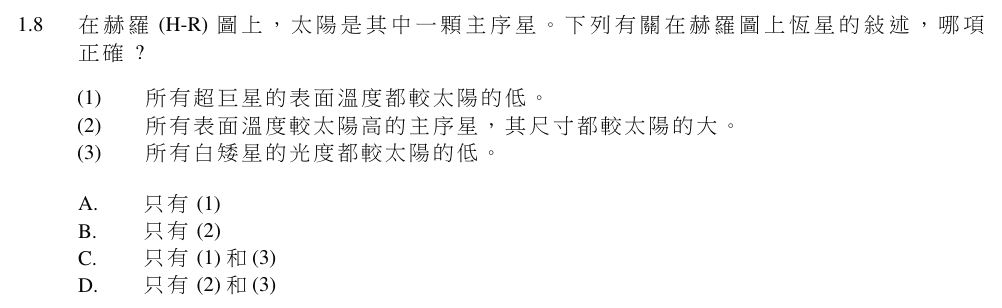 1.8 在赫羅 (H-R) 圖上，太陽是其中一顆主序星。下列有關在赫羅圖上恆星的敍述，哪項
正確？
(1) 所有超巨星的表面溫度都較太陽的低。
(2) 所有表面溫度較太陽高的主序星，其尺寸都較太陽的大。
(3) 所有白矮星的光度都較太陽的低。
A. 只有 (1)
B. 只有 (2)
C. 只有 (1) 和 (3)
D. 只有 (2) 和 (3)